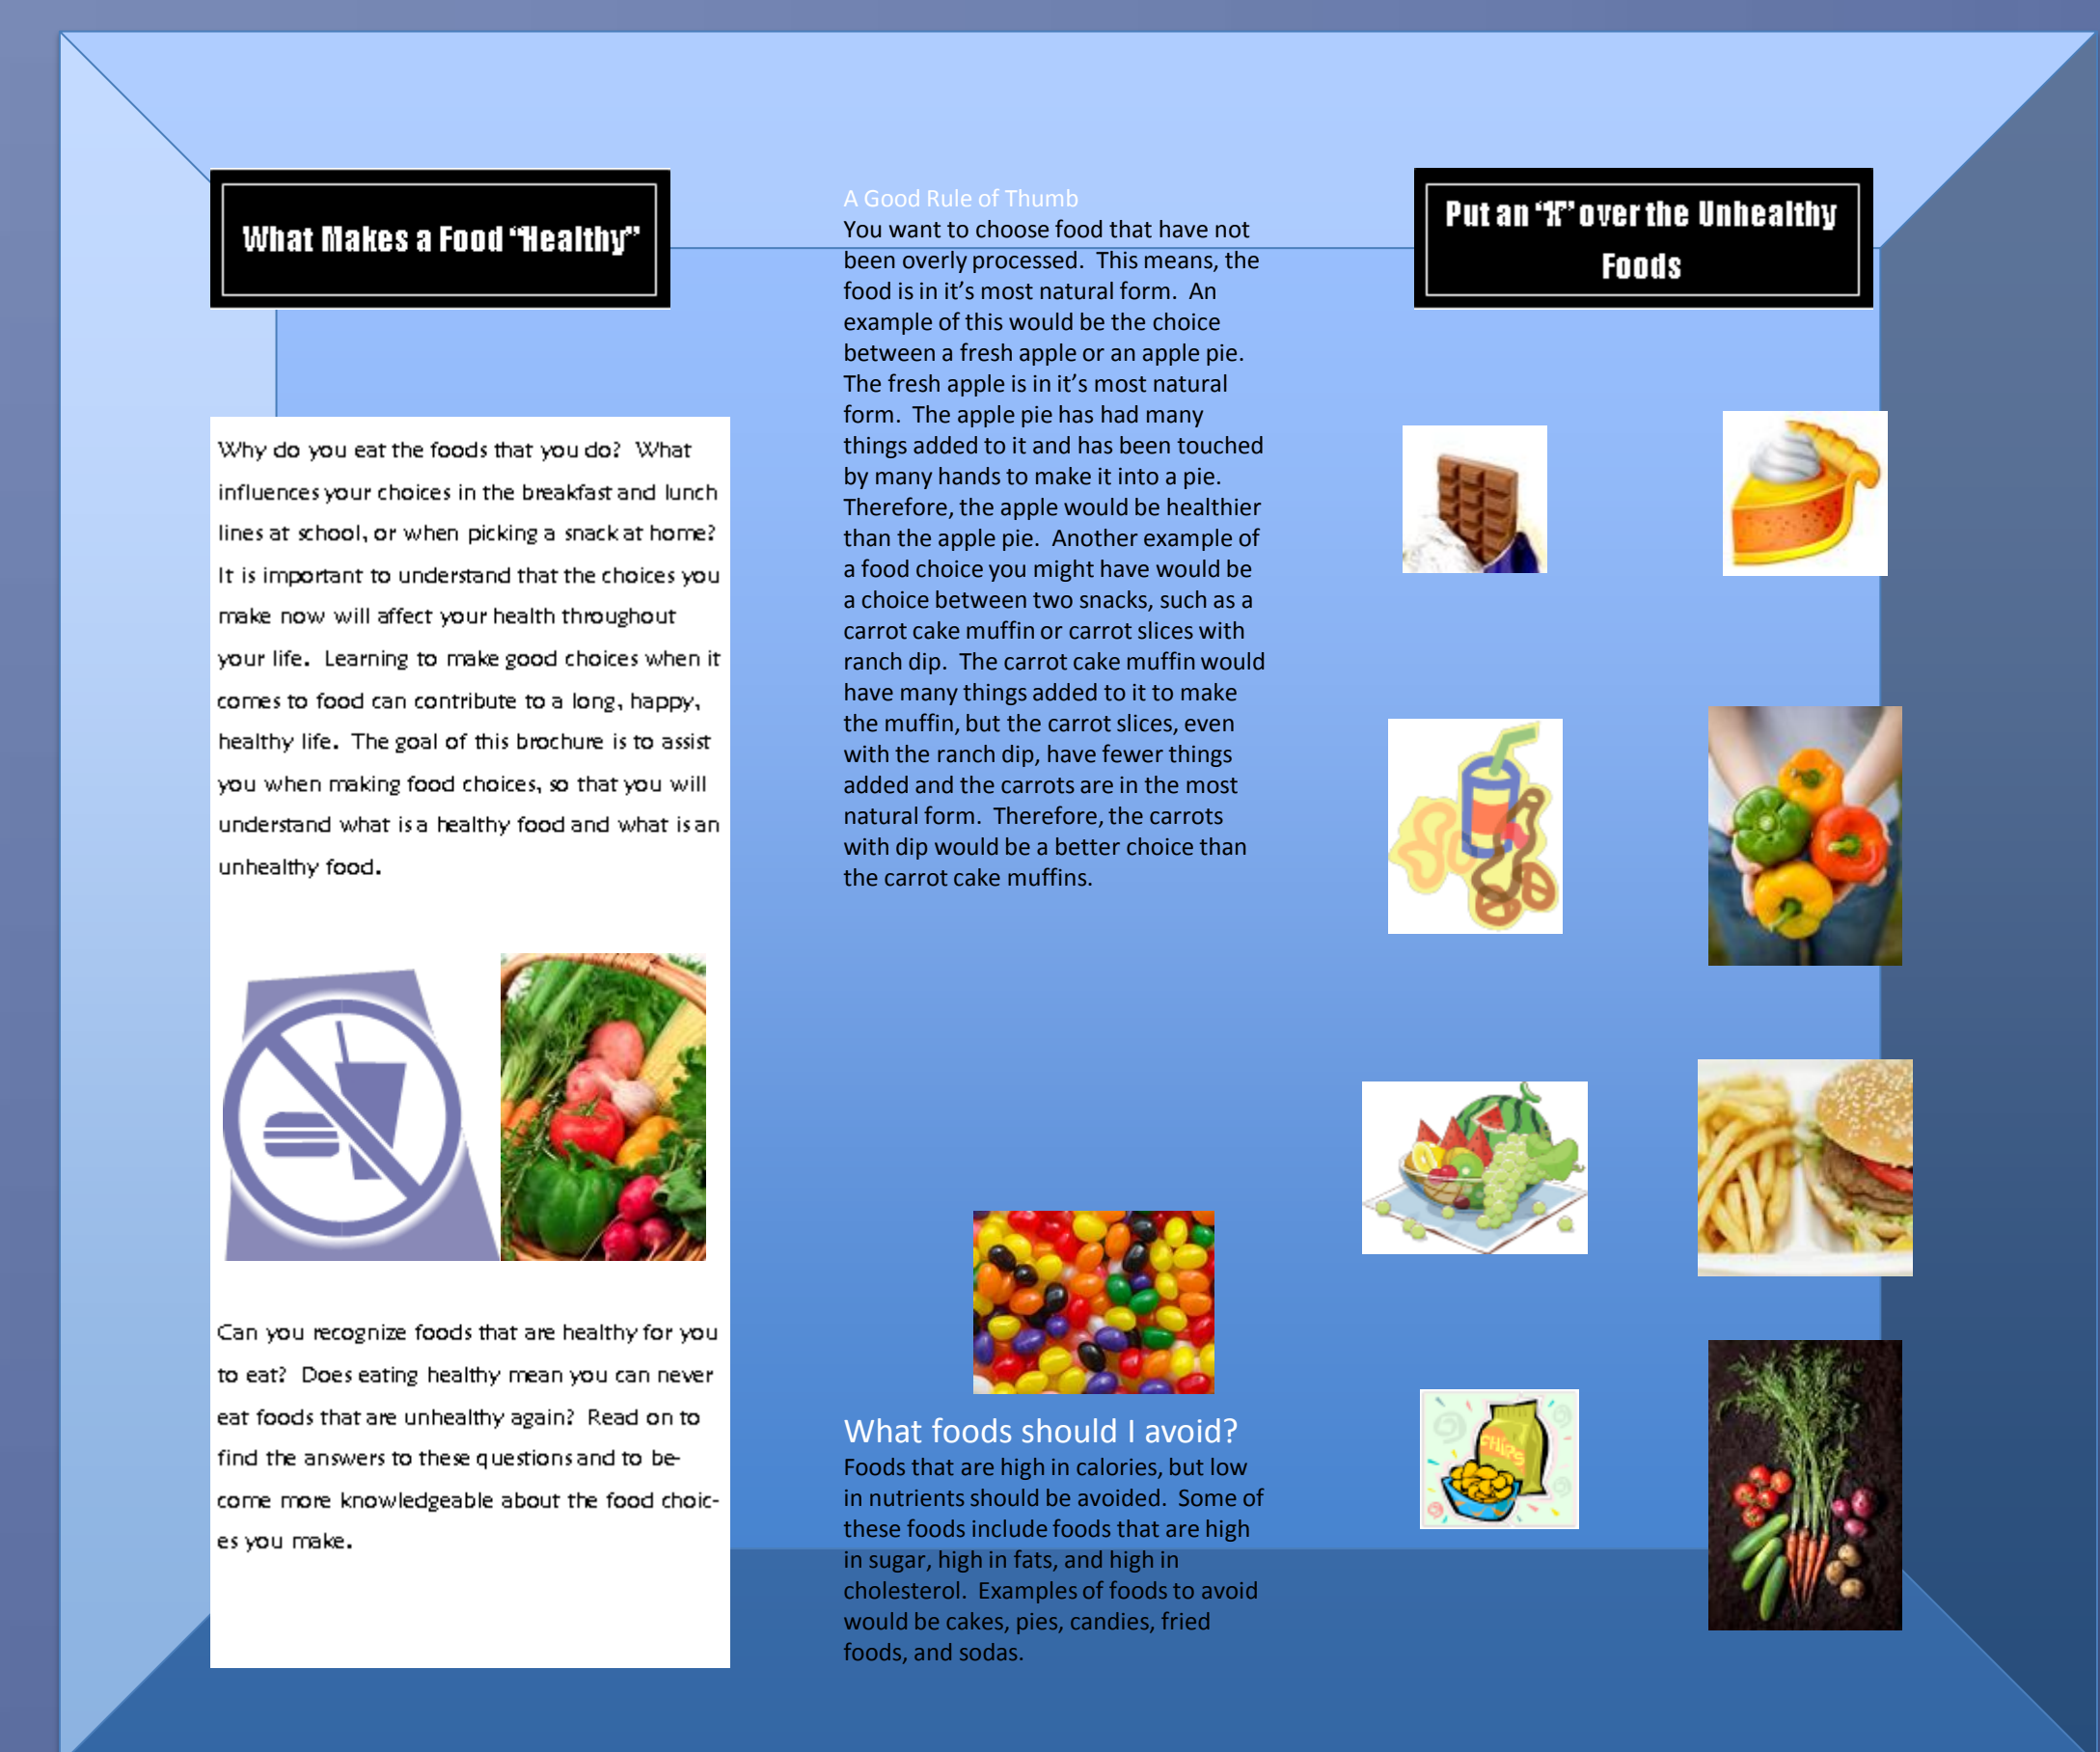 What Makes a Food “Healthy”
Why do you eat the foods that you do? What
influences your choices in the breakfast and lunch
lines at school, or when picking a snack at home?
It is important to understand that the choices you
make now will affect your health throughout
your life. Learning to make good choices when it
comes to food can contribute to a long, happy,
healthy life. The goal of this brochure is to assist
you when making food choices, so that you will
understand what is a healthy food and what is an
unhealthy food.
Can you recognize foods that are healthy for you
to eat? Does eating healthy mean you can never
eat foods that are unhealthy again? Read on to
find the answers to these questions and to be-
come more knowledgeable about the food choic-
es you make.
A Good Rule of Thumb
You want to choose food that have not
been overly processed. This means, the
food is in it’s most natural form. An
example of this would be the choice
between a fresh apple or an apple pie.
The fresh apple is in it’s most natural
form. The apple pie has had many
things added to it and has been touched
by many hands to make it into a pie.
Therefore, the apple would be healthier
than the apple pie. Another example of
a food choice you might have would be
a choice between two snacks, such as a
carrot cake muffin or carrot slices with
ranch dip. The carrot cake muffin would
have many things added to it to make
the muffin, but the carrot slices, even
with the ranch dip, have fewer things
added and the carrots are in the most
natural form. Therefore, the carrots
with dip would be a better choice than
the carrot cake muffins.
What foods should I avoid?
Foods that are high in calories, but low
in nutrients should be avoided. Some of
these foods include foods that are high
in sugar, high in fats, and high in
cholesterol. Examples of foods to avoid
would be cakes, pies, candies, fried
foods, and sodas.
Put an “X” over the Unhealthy
Foods
CHIPS